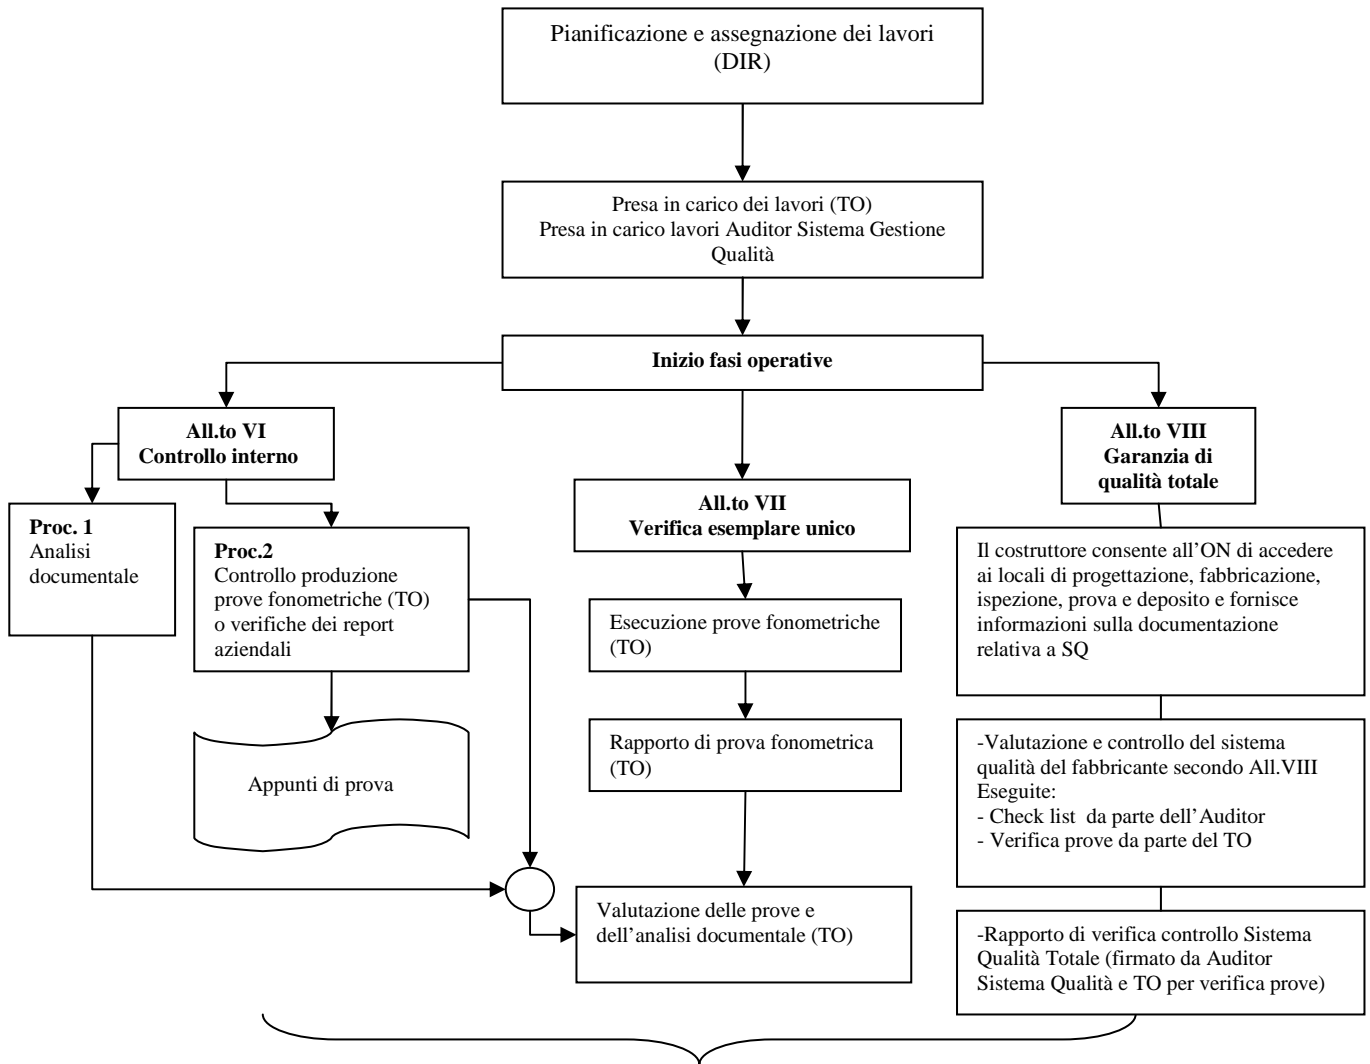 Pianificazione e assegnazione dei lavori
(DIR)
Presa in carico dei lavori (TO)
Presa in carico lavori Auditor Sistema Gestione
Qualità
Inizio fasi operative
All.to VI
Controllo interno
All.to VIII
Garanzia di
qualità totale
All.to VII
Verifica esemplare unico
Proc. 1
Analisi
documentale
Proc.2
Controllo produzione
prove fonometriche (TO)
o verifiche dei report
aziendali
Appunti di prova
Esecuzione prove fonometriche
(TO)
Rapporto di prova fonometrica
(TO)
Valutazione delle prove e
dell’analisi documentale (TO)
Il costruttore consente all’ON di accedere
ai locali di progettazione, fabbricazione,
ispezione, prova e deposito e fornisce
informazioni sulla documentazione
relativa a SQ
-Valutazione e controllo del sistema
qualità del fabbricante secondo All.VIII
Eseguite:
- Check list da parte dell’Auditor
- Verifica prove da parte del TO
-Rapporto di verifica controllo Sistema
Qualità Totale (firmato da Auditor
Sistema Qualità e TO per verifica prove)